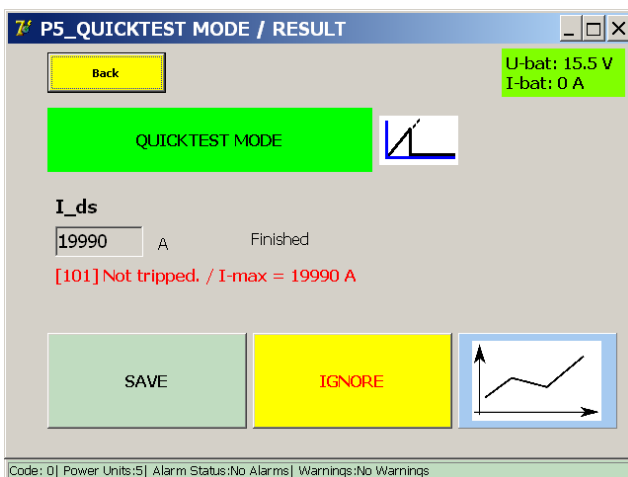 P5_QUICKTEST MODE / RESULT
Back
U-bat: 15.5 V
I-bat: 0 A
QUICKTEST MODE
I_ds
19990 A Finished
[101] Not tripped. / I-max = 19990 A
SAVE
IGNORE
Code: 0| Power Units:5| Alarm Status:No Alarms| Warnings:No Warnings